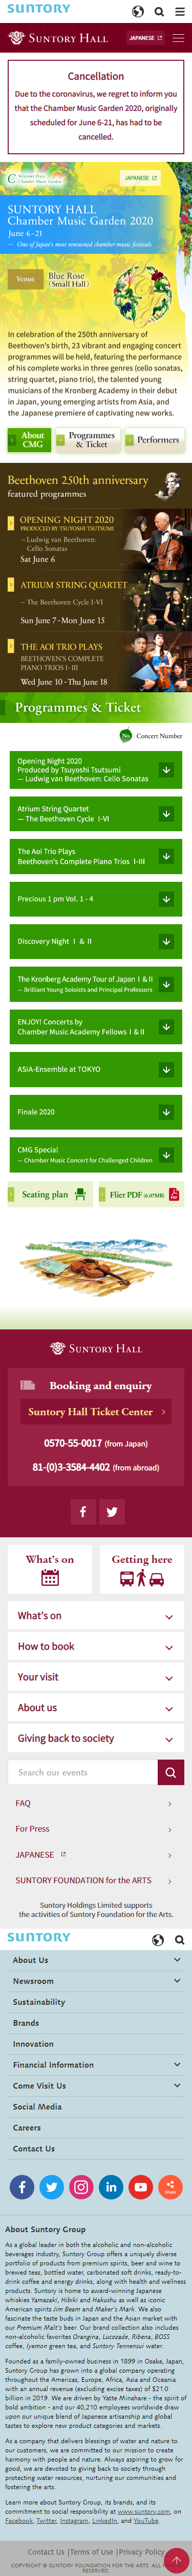 SUNTORY
SUNTORY HALL
JAPANESE
Cancellation
Due to the coronavirus, we regret to inform you
that the Chamber Music Garden 2020, originally
scheduled for June 6-21, has had to be
cancelled.
SUNTORY HALL
Chamber Music Garden
JAPANESE
SUNTORY HALL
Chamber Music Garden 2020
June 6-21
— One of Japan's most renowned chamber music festivals
Venue
Blue Rose
(Small Hall)
In celebration of the 250th anniversary of
Beethoven's birth, 23 vibrant and engaging concert
programs will be performed, featuring some of his
complete works in various genres (cello sonatas,
string quartet, piano trio), the talented young
musicians of the Kronberg Academy in their debut
in Japan, young emerging artists from Asia, and
the Japanese premiere of captivating new works.
About
CMG
Programmes
& Ticket
Performers
Beethoven 250th anniversary
featured programmes
OPENING NIGHT 2020
PRODUCED BY TSUYOSHI TSUTSUMI
—Ludwig van Beethoven:
Cello Sonatas
Sat June 6
ATRIUM STRING QUARTET
— The Beethoven Cycle I-VI
Sun June 7 - Mon June 15
THE AOI TRIO PLAYS
BEETHOVEN'S COMPLETE
PIANO TRIOS I-III
Wed June 10 - Thu June 18
Programmes & Ticket
No. Concert Number
Opening Night 2020
Produced by Tsuyoshi Tsutsumi
— Ludwig van Beethoven: Cello Sonatas
Atrium String Quartet
— The Beethoven Cycle Ⅰ-Ⅵ
The Aoi Trio Plays
Beethoven's Complete Piano Trios Ⅰ-Ⅲ
Precious 1 pm Vol. 1 - 4
Discovery Night Ⅰ & Ⅱ
The Kronberg Academy Tour of Japan Ⅰ & Ⅱ
— Brilliant Young Soloists and Principal Professors
ENJOY! Concerts by
Chamber Music Academy Fellows Ⅰ & Ⅱ
ASIA-Ensemble at TOKYO
Finale 2020
CMG Special
— Chamber Music Concert for Challenged Children
Seating plan
Flier PDF (6.07MB)
SUNTORY HALL
Booking and enquiry
Suntory Hall Ticket Center
0570-55-0017 (from Japan)
81-(0)3-3584-4402 (from abroad)
What's on
Getting here
What's on
How to book
Your visit
About us
Giving back to society
Search our events
FAQ
For Press
JAPANESE
SUNTORY FOUNDATION for the ARTS
Suntory Holdings Limited supports
the activities of Suntory Foundation for the Arts.
SUNTORY
About Us
Newsroom
Sustainability
Brands
Innovation
Financial Information
Come Visit Us
Social Media
Careers
Contact Us
Share
About Suntory Group
As a global leader in both the alcoholic and non-alcoholic
beverages industry, Suntory Group offers a uniquely diverse
portfolio of products from premium spirits, beer and wine to
brewed teas, bottled water, carbonated soft drinks, ready-to-
drink coffee and energy drinks, along with health and wellness
products. Suntory is home to award-winning Japanese
whiskies Yamazaki, Hibiki and Hakushu as well as iconic
American spirits Jim Beam and Maker's Mark. We also
fascinate the taste buds in Japan and the Asian market with
our Premium Malt's beer. Our brand collection includes non-
alcoholic favorites Orangina, Lucozade, Ribena, BOSS
coffee, Iyemon green tea, and Suntory Tennensui water.
Founded as a family-owned business in 1899 in Osaka, Japan,
Suntory Group has grown into a global company operating
throughout the Americas, Europe, Africa, Asia and Oceania
with an annual revenue (excluding excise taxes) of $21.0
billion in 2019. We are driven by Yatte Minahare - the spirit of
bold ambition - and our 40,210 employees worldwide
draw on the unique blend of Japanese artisanship and global
tastes to explore new product categories and markets.
As a company that delivers blessings of water and nature to
our customers, we are committed to our mission to create
harmony with people and nature. We grow for good, and the
better we do, the devoted to giving back to society through
protecting water resources, nurturing our communities and
fostering the arts.
Learn more about Suntory Group, its brands, and its
commitment to social responsibility at www.suntory.com, on
Facebook, Twitter, Instagram, LinkedIn, and YouTube.
Contact Us | Terms of Use | Privacy Policy
COPYRIGHT © SUNTORY FOUNDATION FOR THE ARTS. ALL
RESERVED.